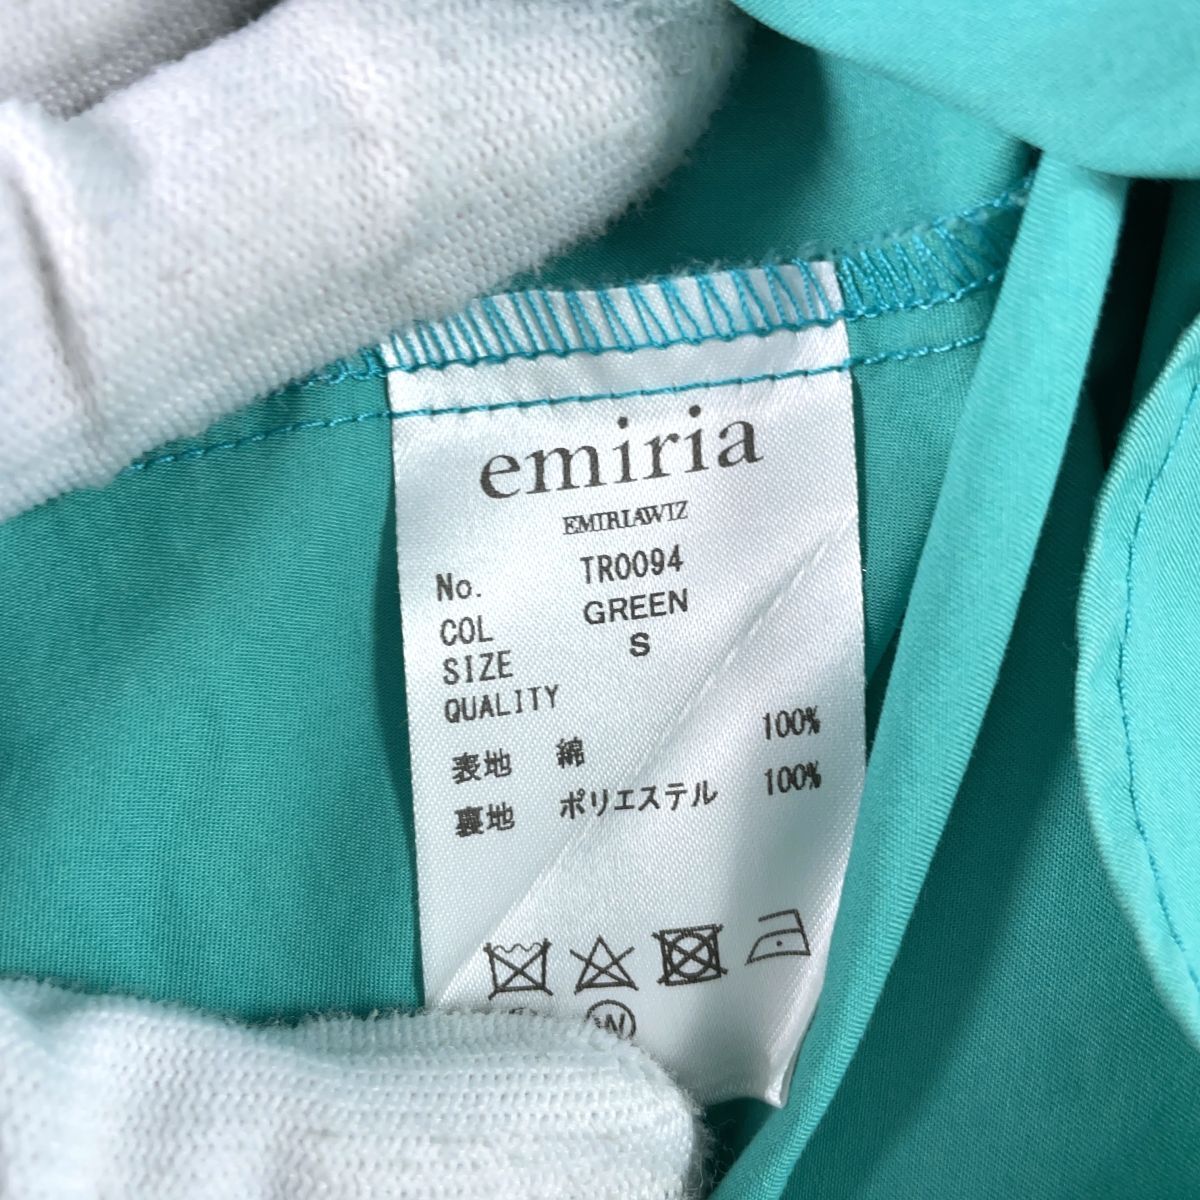 emiria
EMIRIAWIZ
No. TR0094
COL GREEN
SIZE S
QUALITY
表地 綿 100%
裏地 ポリエステル 100%
W